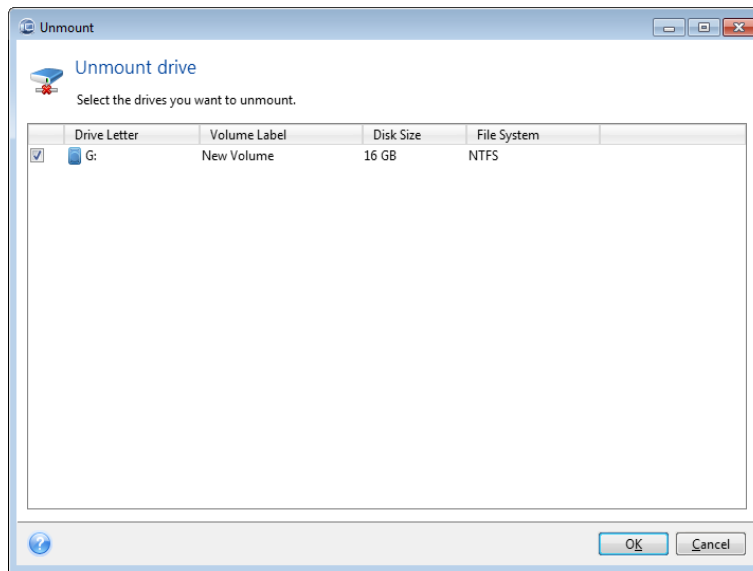 Unmount
Unmount drive
Select the drives you want to unmount.
Drive Letter Volume Label Disk Size File System
G: New Volume 16 GB NTFS
OK Cancel